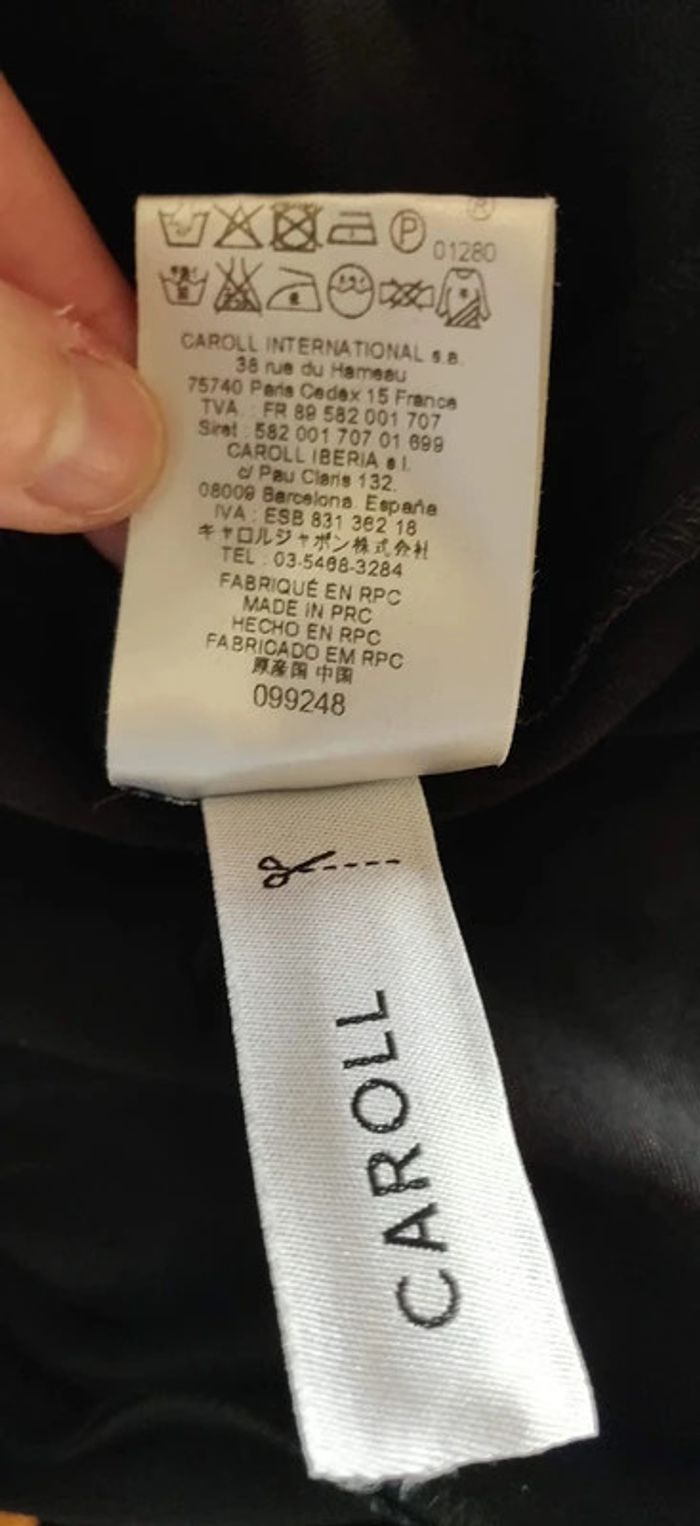 ®
P
01280
CAROLL INTERNATIONAL s.a.
38 rue du Hameau
75740 Paris Cedex 15 France
TVA : FR 89 582 001 707
Siret : 582 001 707 01 699
CAROLL IBERIA s l.
c/ Pau Claris 132.
08009 Barcelona. España
IVA : ESB 831 362 18
キャロルジャポン株式会社
TEL : 03-5468-3284
FABRIQUÉ EN RPC
MADE IN PRC
HECHO EN RPC
FABRICADO EM RPC
原産国 中国
099248
CAROLL